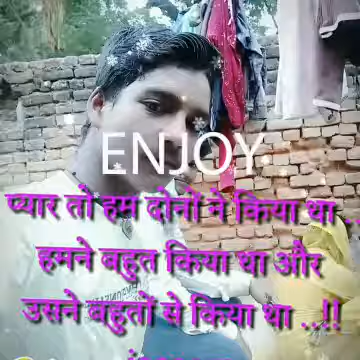 ENJOY
प्यार तो हम दोनों ने किया था ..
हमने बहुत किया था और
उसने बहुतों से किया था ..!!